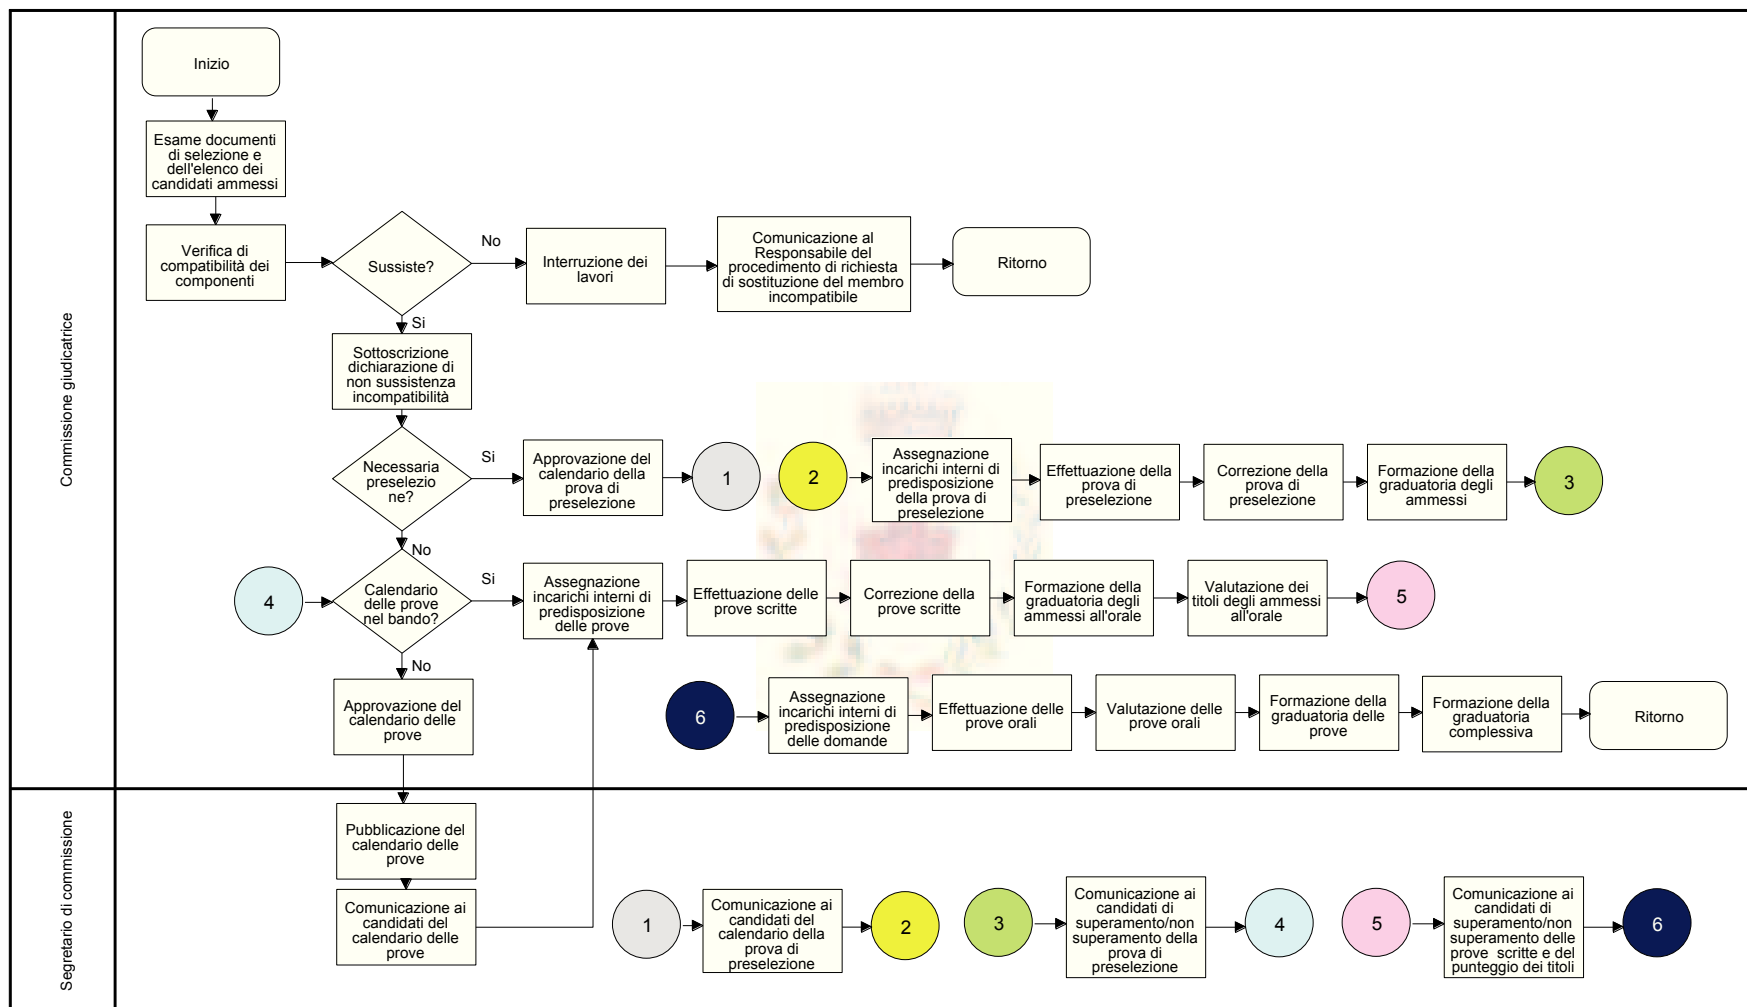 Commissione giudicatrice
Inizio
Esame documenti
di selezione e
dell'elenco dei
candidati ammessi
Verifica di
compatibilità dei
componenti
Sussiste?
No
Interruzione dei
lavori
Comunicazione al
Responsabile del
procedimento di richiesta
di sostituzione del membro
incompatibile
Ritorno
Si
Sottoscrizione
dichiarazione di
non sussistenza
incompatibilità
Necessaria
preselezio
ne?
Si
Approvazione del
calendario della
prova di
preselezione
1
2
Assegnazione
incarichi interni di
predisposizione
della prova di
preselezione
Effettuazione della
prova di
preselezione
Correzione della
prova di
preselezione
Formazione della
graduatoria degli
ammessi
3
No
4
Calendario
delle prove
nel bando?
Si
Assegnazione
incarichi interni di
predisposizione
delle prove
Effettuazione delle
prove scritte
Correzione della
prove scritte
Formazione della
graduatoria degli
ammessi all'orale
Valutazione dei
titoli degli ammessi
all'orale
5
No
Approvazione del
calendario delle
prove
6
Assegnazione
incarichi interni di
predisposizione
delle domande
Effettuazione delle
prove orali
Valutazione delle
prove orali
Formazione della
graduatoria delle
prove
Formazione della
graduatoria
complessiva
Ritorno
Segretario di commissione
Pubblicazione del
calendario delle
prove
Comunicazione ai
candidati del
calendario delle
prove
1
Comunicazione ai
candidati del
calendario della
prova di
preselezione
2
3
Comunicazione ai
candidati di
superamento/non
superamento della
prova di
preselezione
4
5
Comunicazione ai
candidati di
superamento/non
superamento delle
prove  scritte e del
punteggio dei titoli
6